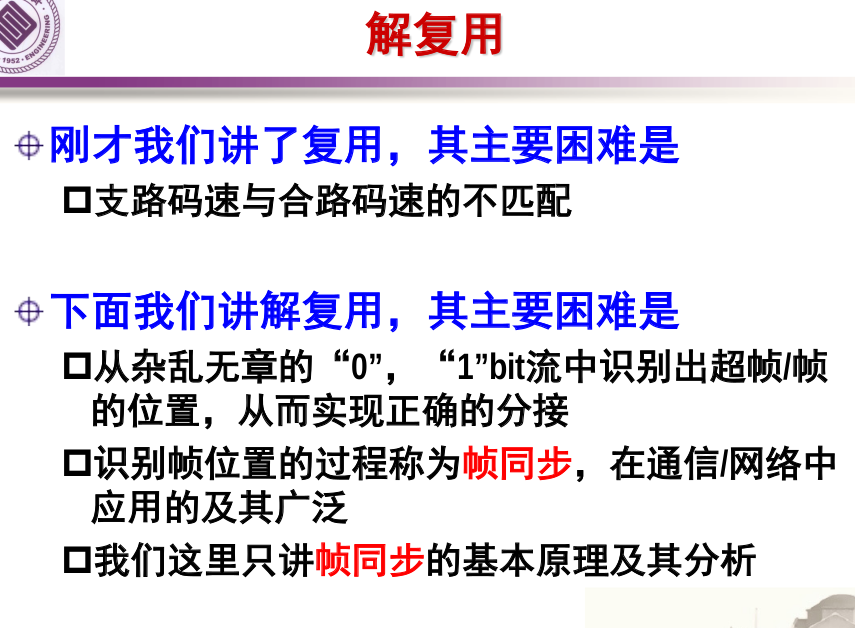 1952 · ENGINEERING
解复用
刚才我们讲了复用，其主要困难是
支路码速与合路码速的不匹配
下面我们讲解复用，其主要困难是
从杂乱无章的“0”，“1”bit流中识别出超帧/帧
的位置，从而实现正确的分接
识别帧位置的过程称为帧同步，在通信/网络中
应用的及其广泛
我们这里只讲帧同步的基本原理及其分析